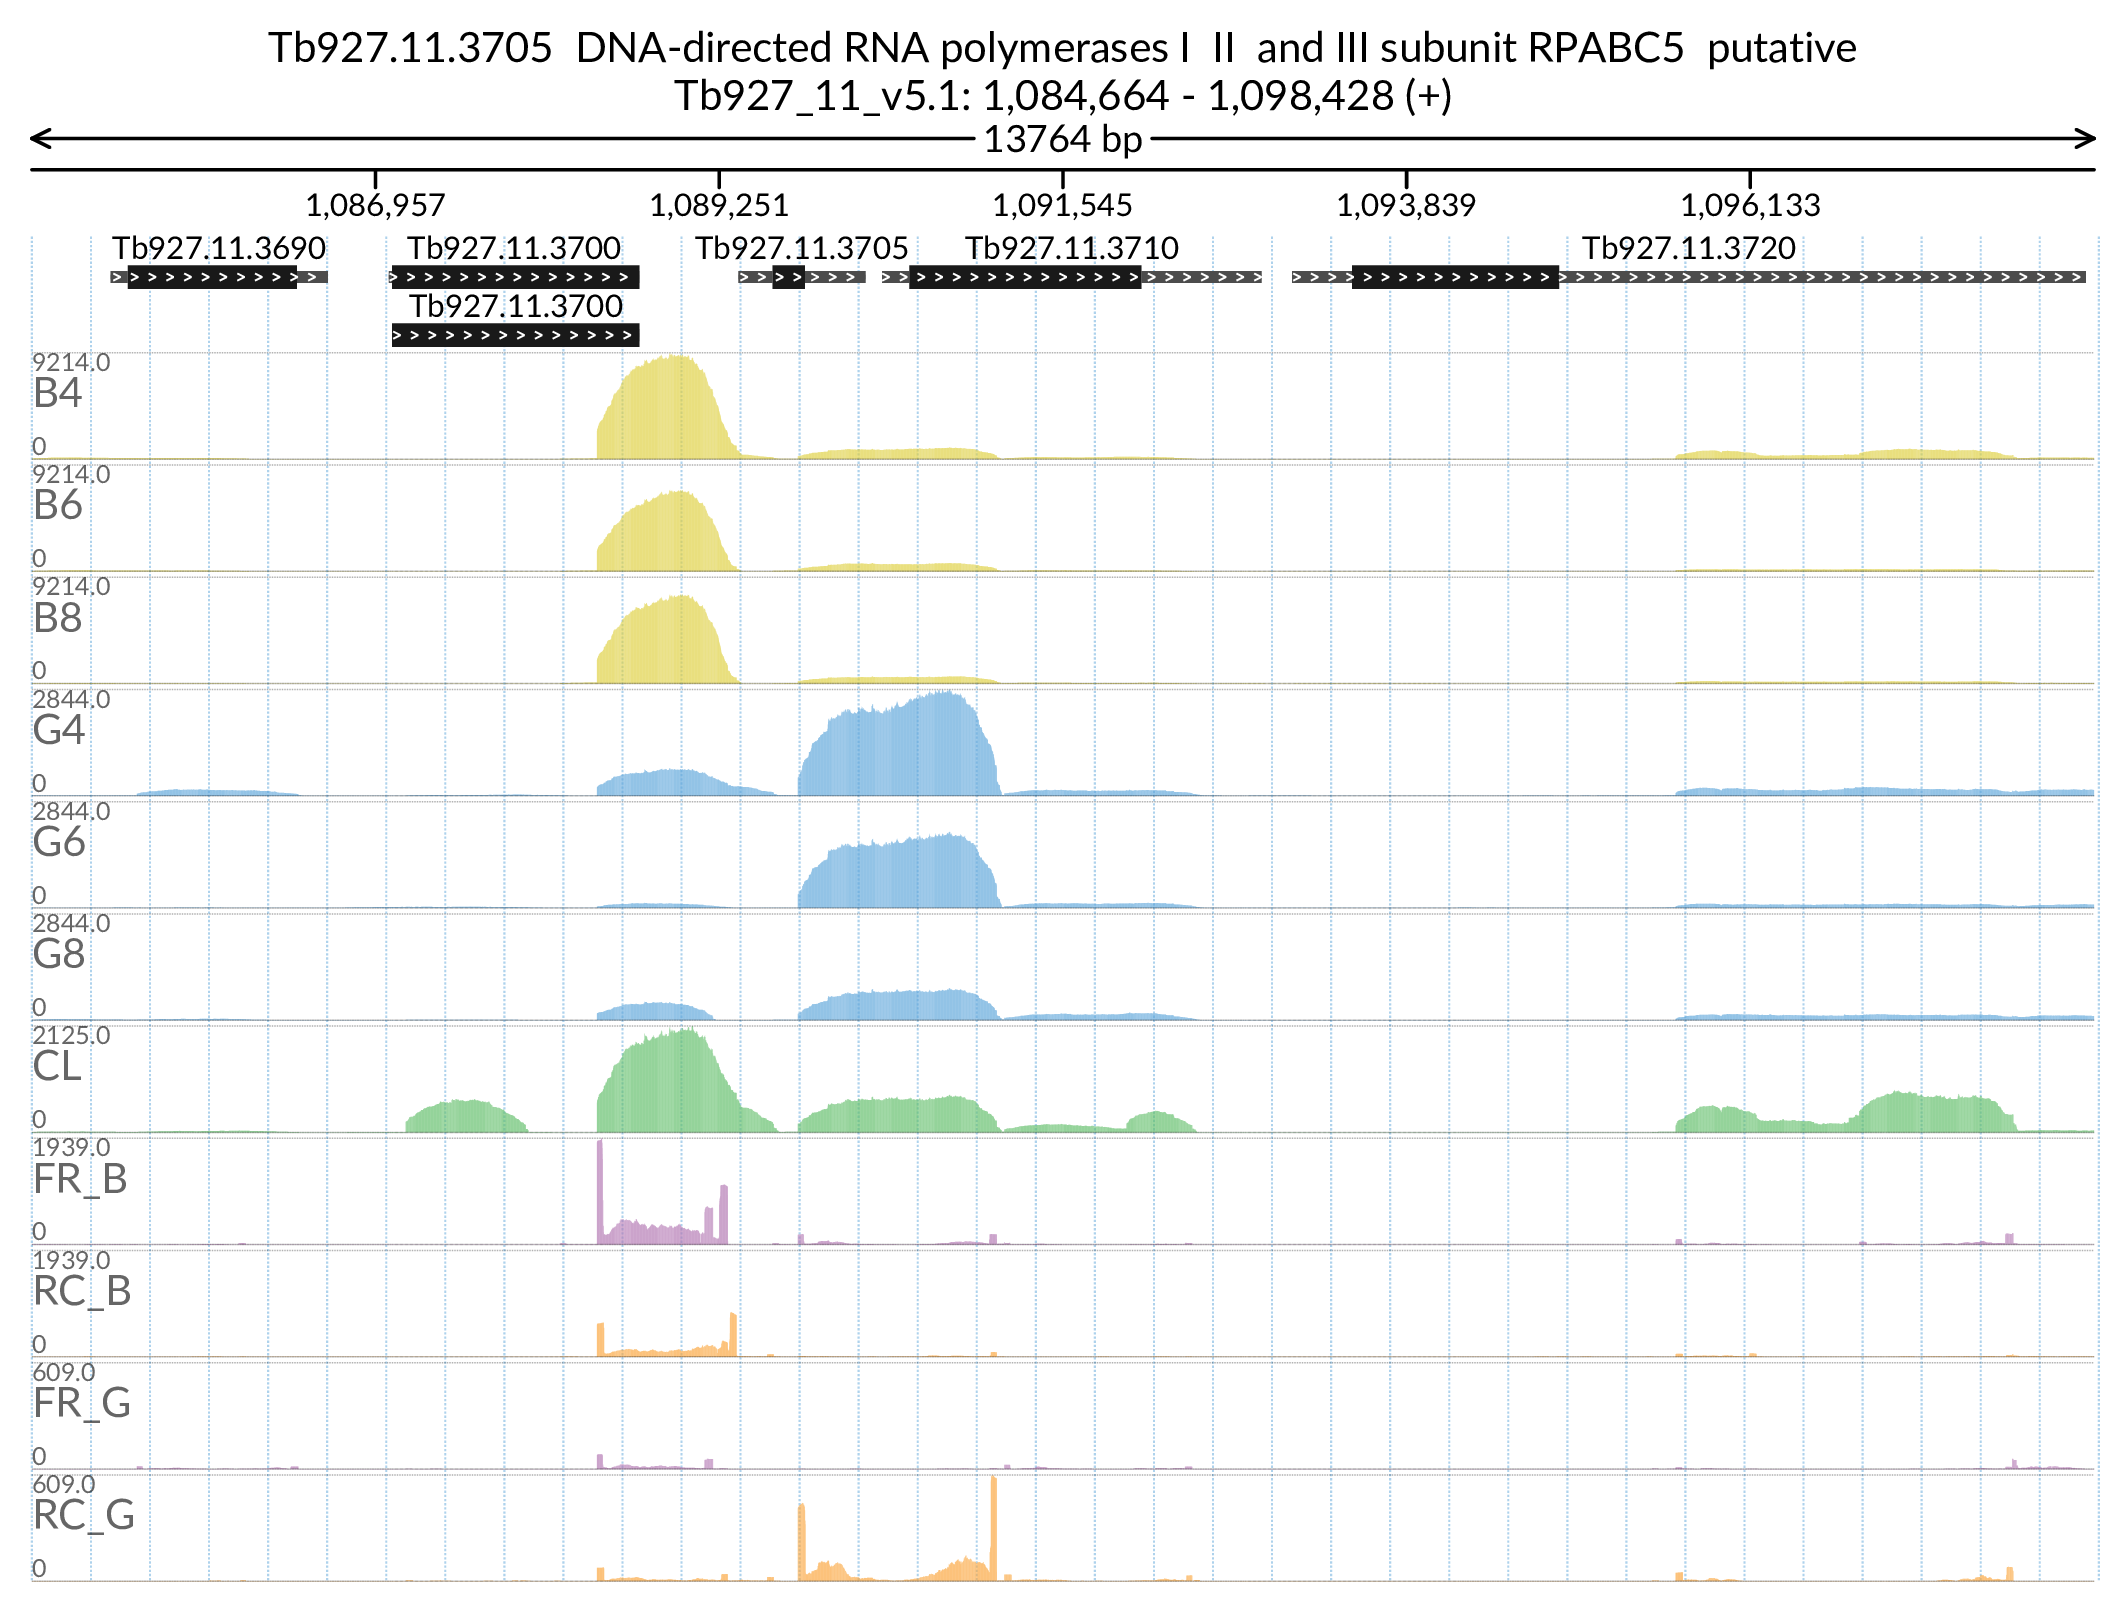 Tb927.11.3705  DNA-directed RNA polymerases I  II  and III subunit RPABC5  putative
Tb927_11_v5.1: 1,084,664 - 1,098,428 (+)
13764 bp
1,086,957 1,089,251 1,091,545 1,093,839 1,096,133
Tb927.11.3690 Tb927.11.3700 Tb927.11.3705 Tb927.11.3710 Tb927.11.3720
Tb927.11.3700
9214.0
B4
0
9214.0
B6
0
9214.0
B8
0
2844.0
G4
0
2844.0
G6
0
2844.0
G8
0
2125.0
CL
0
1939.0
FR_B
0
1939.0
RC_B
0
609.0
FR_G
0
609.0
RC_G
0